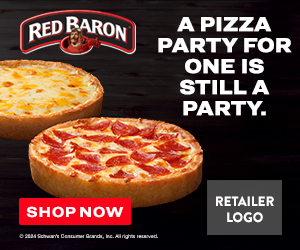 RED BARON
A PIZZA
PARTY FOR
ONE IS
STILL A
PARTY.
SHOP NOW
RETAILER
LOGO
© 2024 Schwan's Consumer Brands, Inc. All rights reserved.